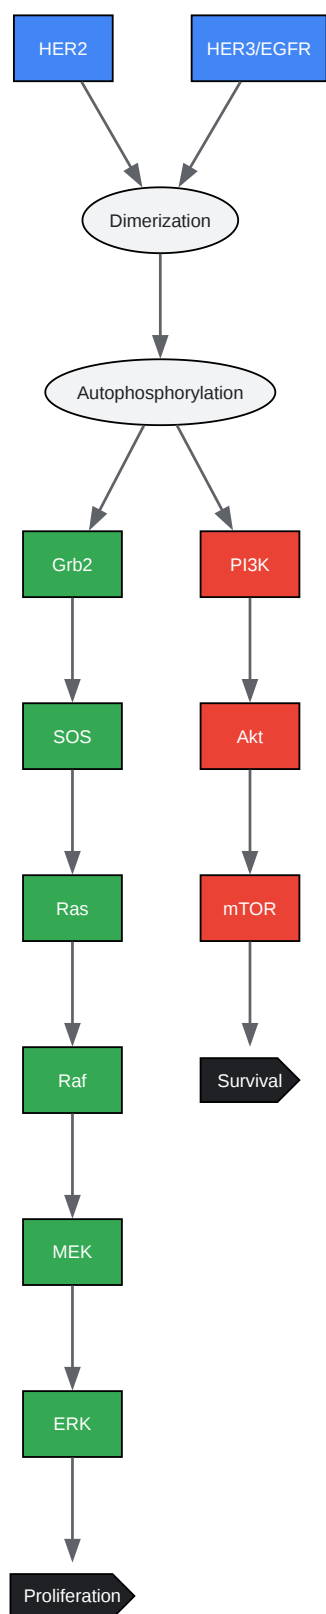 HER2
HER3/EGFR
Dimerization
Autophosphorylation
Grb2
PI3K
SOS
Akt
Ras
mTOR
Raf
Survival
MEK
ERK
Proliferation